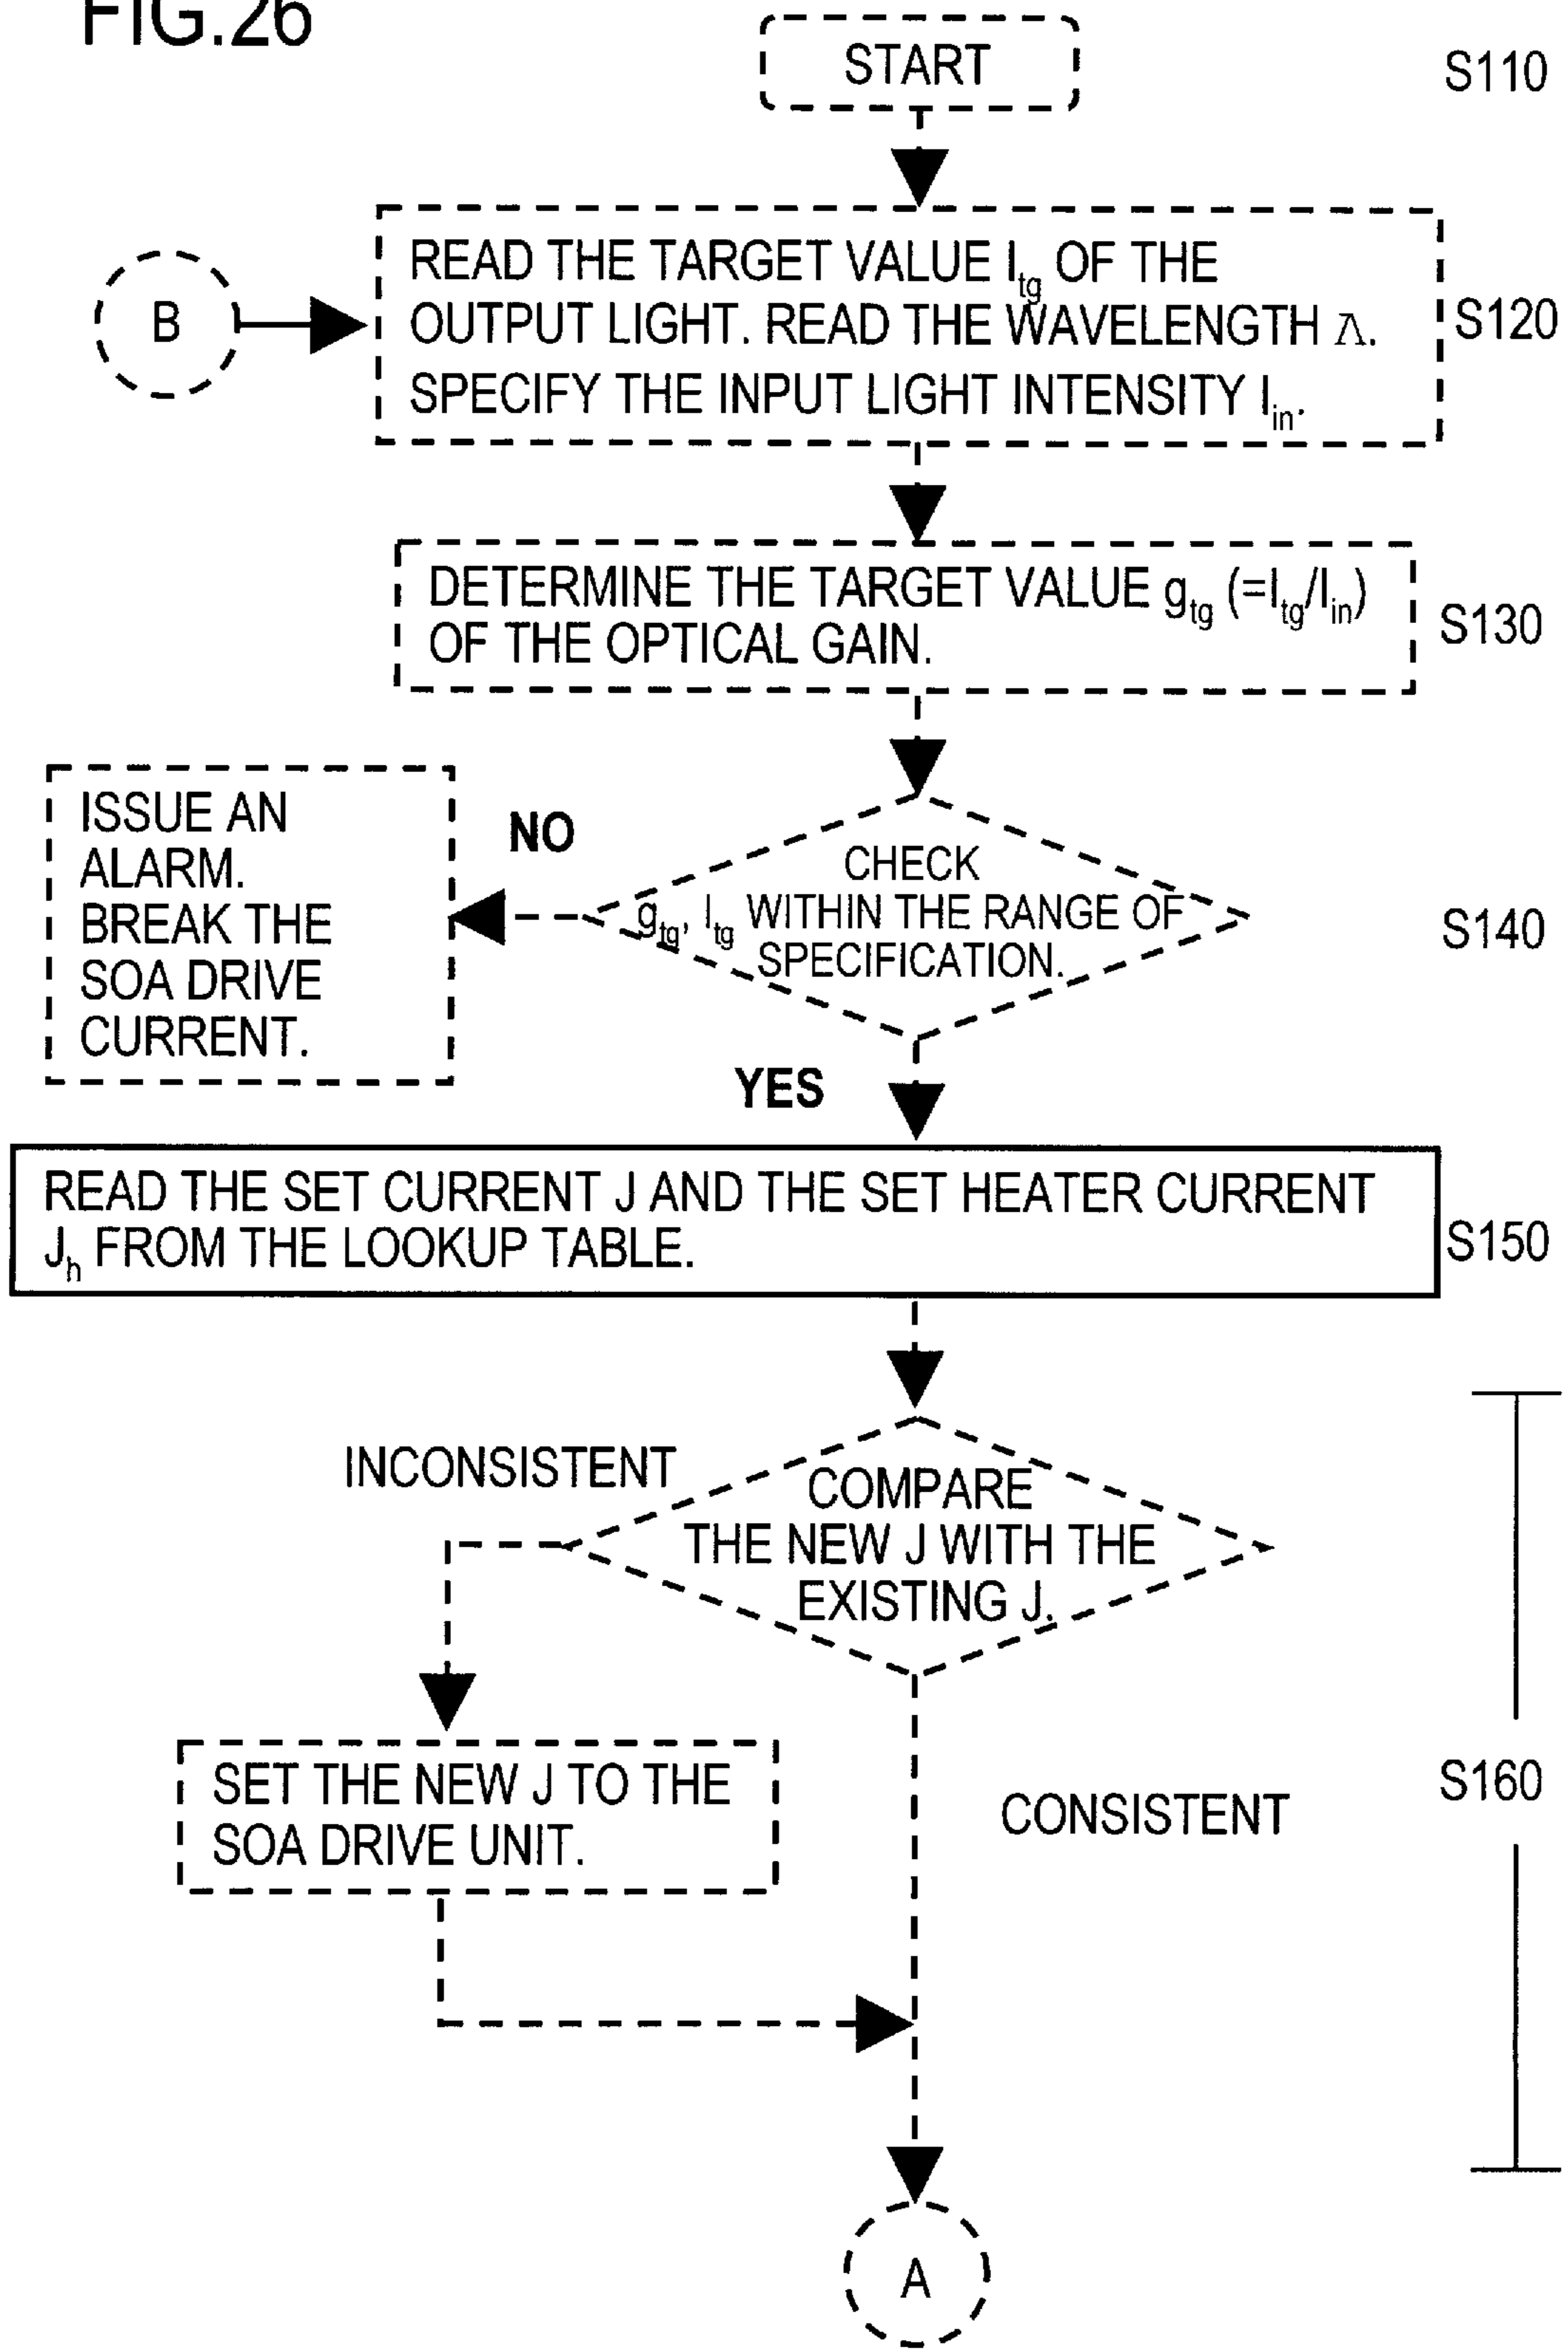 FIG.26
START
S110
B
READ THE TARGET VALUE Itg OF THE
OUTPUT LIGHT. READ THE WAVELENGTH Λ.
SPECIFY THE INPUT LIGHT INTENSITY Iin.
S120
DETERMINE THE TARGET VALUE gtg (=Itg/Iin)
OF THE OPTICAL GAIN.
S130
ISSUE AN
ALARM.
BREAK THE
SOA DRIVE
CURRENT.
NO
CHECK
gtg, Itg WITHIN THE RANGE OF
SPECIFICATION.
S140
YES
READ THE SET CURRENT J AND THE SET HEATER CURRENT
Jh FROM THE LOOKUP TABLE.
S150
INCONSISTENT
COMPARE
THE NEW J WITH THE
EXISTING J.
SET THE NEW J TO THE
SOA DRIVE UNIT.
CONSISTENT
S160
A